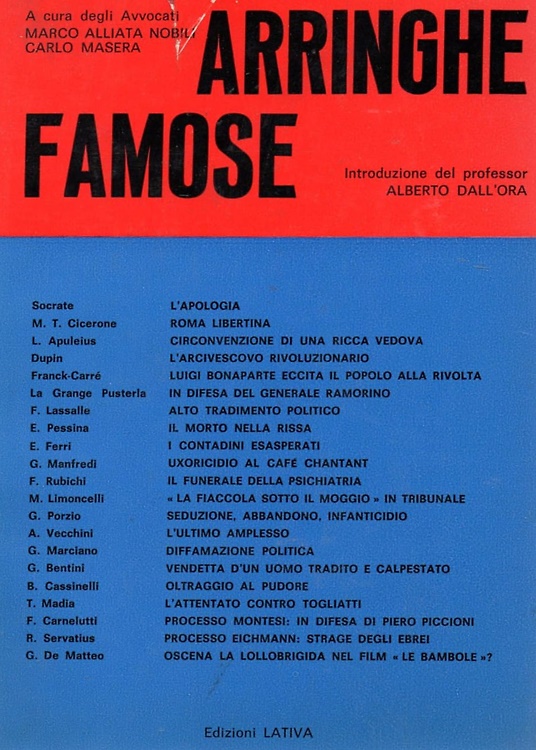 A cura degli Avvocati
MARCO ALLIATA NOBILI
CARLO MASERA
ARRINGHE
FAMOSE
Introduzione del professor
ALBERTO DALL'ORA
Socrate L'APOLOGIA
M. T. Cicerone ROMA LIBERTINA
L. Apuleius CIRCONVENZIONE DI UNA RICCA VEDOVA
Dupin L'ARCIVESCOVO RIVOLUZIONARIO
Franck-Carré LUIGI BONAPARTE ECCITA IL POPOLO ALLA RIVOLTA
La Grange Pusterla IN DIFESA DEL GENERALE RAMORINO
F. Lassalle ALTO TRADIMENTO POLITICO
E. Pessina IL MORTO NELLA RISSA
E. Ferri I CONTADINI ESASPERATI
G. Manfredi UXORICIDIO AL CAFÉ CHANTANT
F. Rubichi IL FUNERALE DELLA PSICHIATRIA
M. Limoncelli « LA FIACCOLA SOTTO IL MOGGIO » IN TRIBUNALE
G. Porzio SEDUZIONE, ABBANDONO, INFANTICIDIO
A. Vecchini L'ULTIMO AMPLESSO
G. Marciano DIFFAMAZIONE POLITICA
G. Bentini VENDETTA D'UN UOMO TRADITO E CALPESTATO
B. Cassinelli OLTRAGGIO AL PUDORE
T. Madia L'ATTENTATO CONTRO TOGLIATTI
F. Carnelutti PROCESSO MONTESI: IN DIFESA DI PIERO PICCIONI
R. Servatius PROCESSO EICHMANN: STRAGE DEGLI EBREI
G. De Matteo OSCENA LA LOLLOBRIGIDA NEL FILM « LE BAMBOLE »?
Edizioni LATIVA